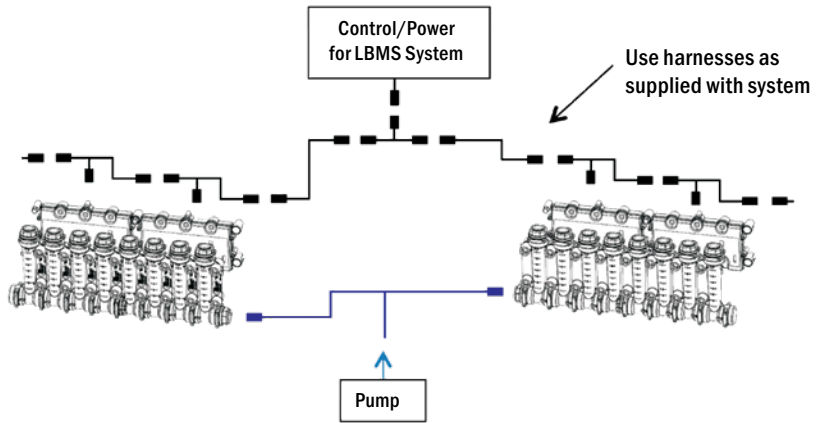 Control/Power
for LBMS System
Use harnesses as
supplied with system
Pump